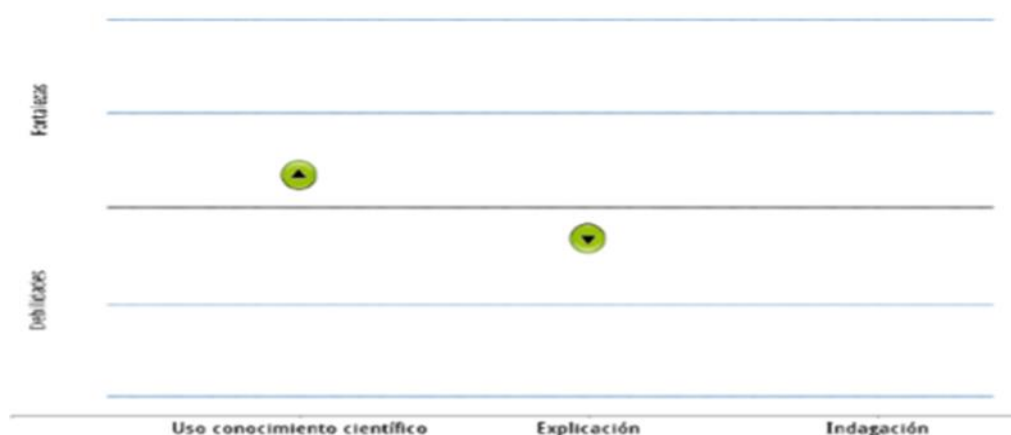 Fortalezas
Debilidades
Uso conocimiento científico
Explicación
Indagación